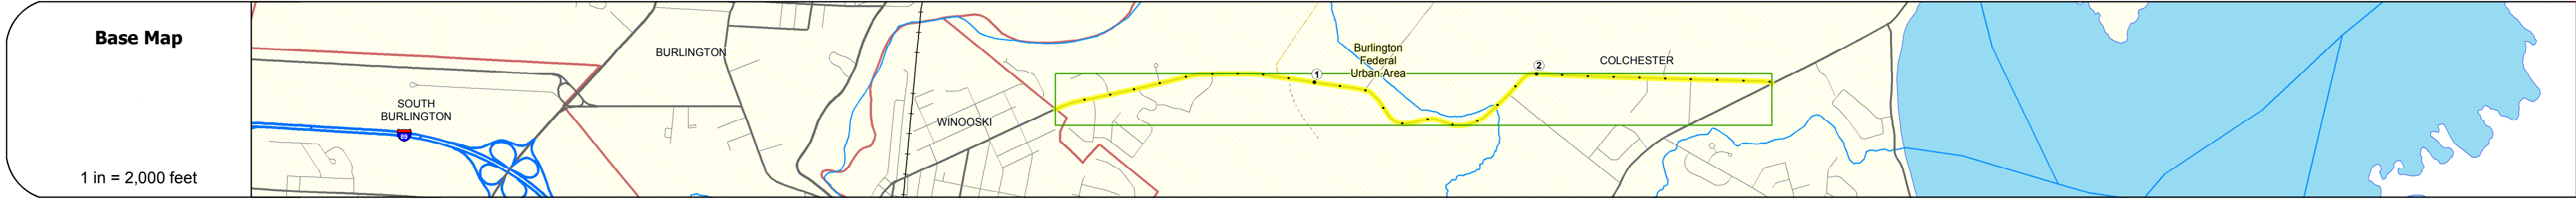 Base Map
1 in = 2,000 feet
SOUTH
BURLINGTON
89
BURLINGTON
WINOOSKI
1
Burlington
Federal
Urban Area
2
COLCHESTER